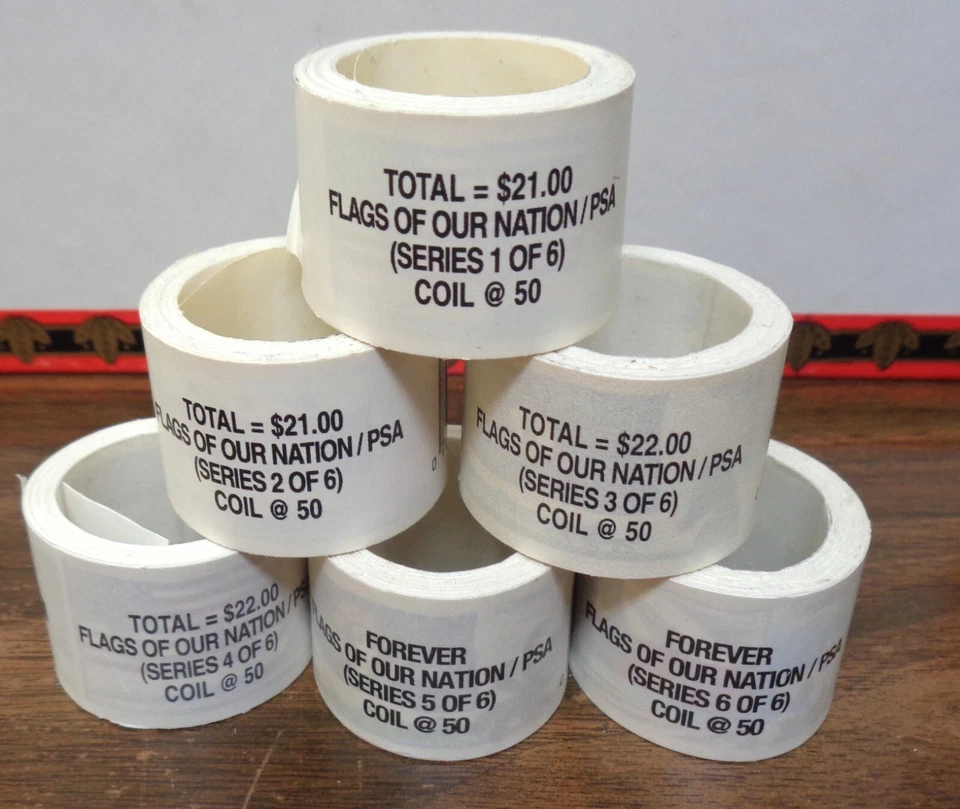 TOTAL = $21.00
FLAGS OF OUR NATION / PSA
(SERIES 1 OF 6)
COIL @ 50
TOTAL = $21.00
FLAGS OF OUR NATION / PSA
(SERIES 2 OF 6)
COIL @ 50
TOTAL = $22.00
FLAGS OF OUR NATION / PSA
(SERIES 3 OF 6)
COIL @ 50
TOTAL = $22.00
FLAGS OF OUR NATION / PS
(SERIES 4 OF 6)
COIL @ 50
FOREVER
FLAGS OF OUR NATION / PSA
(SERIES 5 OF 6)
COIL @ 50
FOREVER
FLAGS OF OUR NATION / PSA
(SERIES 6 OF 6)
COIL @ 50